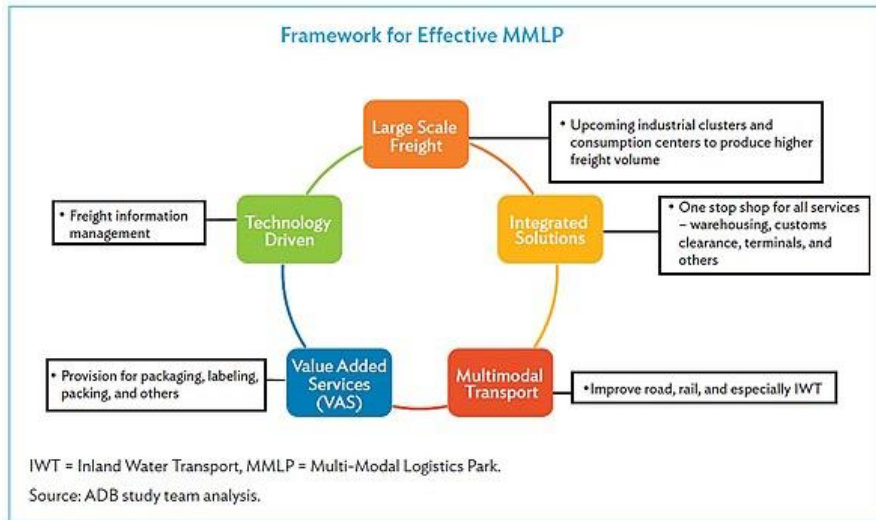 Framework for Effective MMLP
Large Scale
Freight
• Upcoming industrial clusters and
consumption centers to produce higher
freight volume
Integrated
Solutions
• One stop shop for all services
– warehousing, customs
clearance, terminals, and
others
Multimodal
Transport
•Improve road, rail, and especially IWT
Value Added
Services
(VAS)
• Provision for packaging, labeling,
packing, and others
Technology
Driven
• Freight information
management
IWT = Inland Water Transport, MMLP = Multi-Modal Logistics Park.
Source: ADB study team analysis.